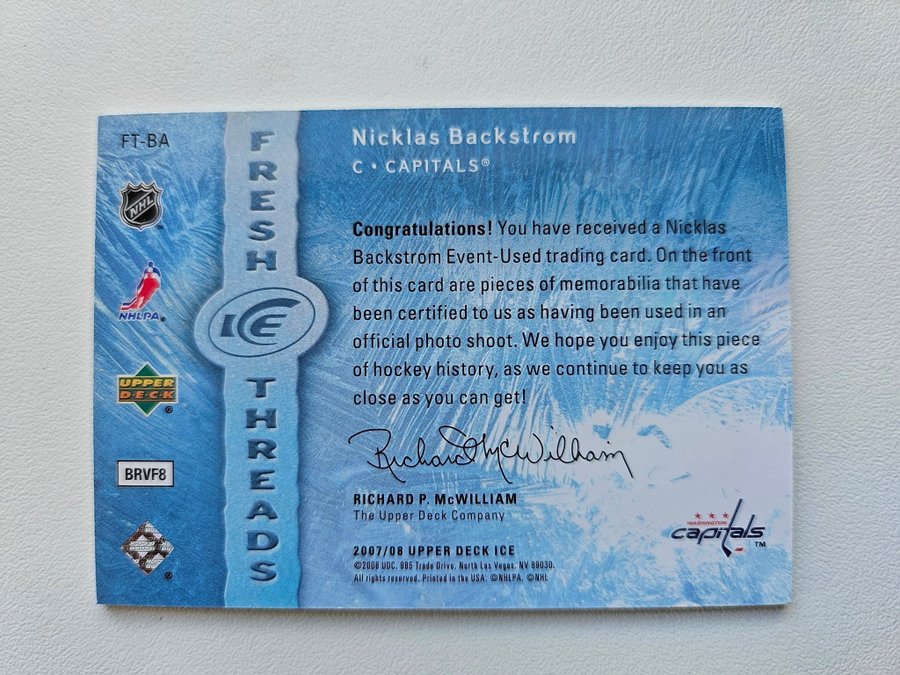 FT-BA
NHL
NHLPA®
UPPER
DECK®
BRVF8
FRESH
ICE
THREADS
Nicklas Backstrom
C • CAPITALS®
Congratulations! You have received a Nicklas
Backstrom Event-Used trading card. On the front
of this card are pieces of memorabilia that have
been certified to us as having been used in an
official photo shoot. We hope you enjoy this piece
of hockey history, as we continue to keep you as
close as you can get!
Richard McWilliam
RICHARD P. McWILLIAM
The Upper Deck Company
2007/08 UPPER DECK ICE
©2008 UDC. 985 Trade Drive, North Las Vegas, NV 89030.
All rights reserved. Printed in the USA. ©NHLPA. ©NHL
WASHINGTON
capitals™